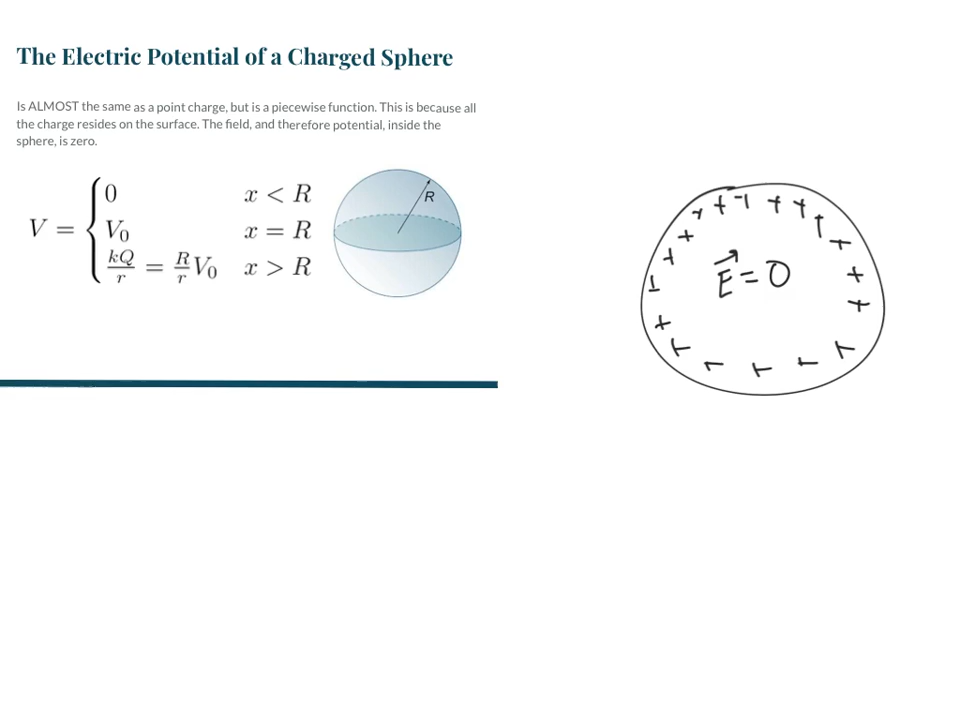 The Electric Potential of a Charged Sphere
Is ALMOST the same as a point charge, but is a piecewise function. This is because all
the charge resides on the surface. The field, and therefore potential, inside the
sphere, is zero.
V = { 0 x < R
V₀ x = R
kQ/r = R/r V₀ x > R
R
E⃗ = 0
+ + + + + + + + + + + + + + + + + + + + +